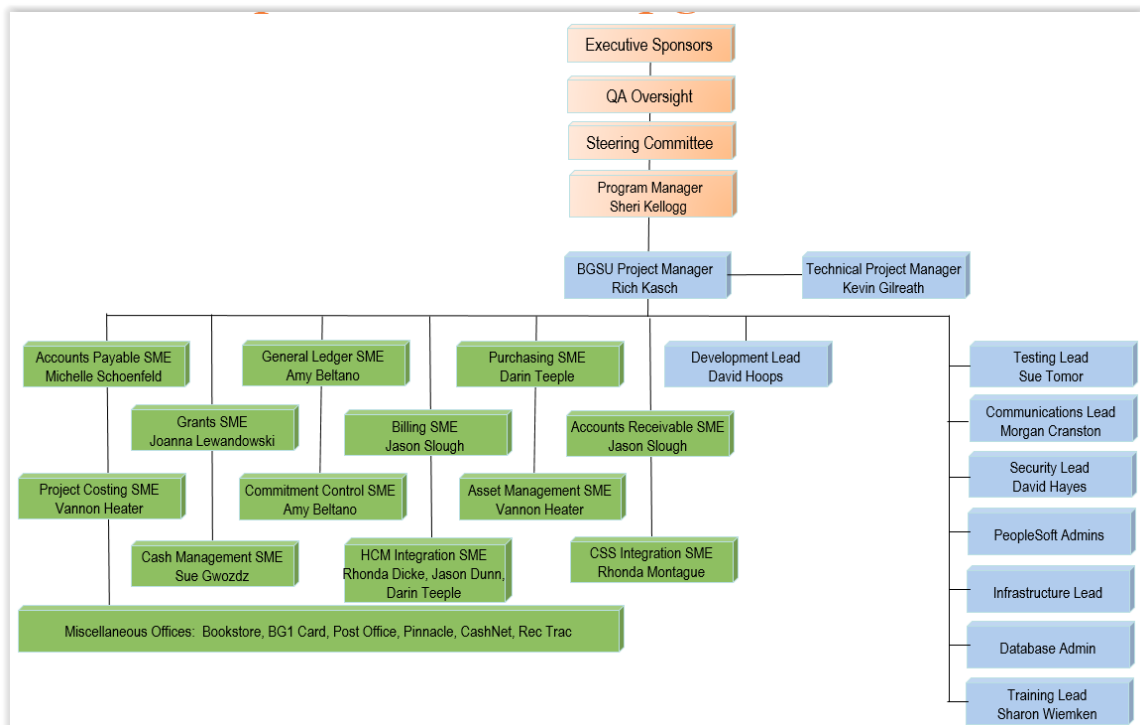 Executive Sponsors
QA Oversight
Steering Committee
Program Manager
Sheri Kellogg
BGSU Project Manager
Rich Kasch
Technical Project Manager
Kevin Gilreath
Accounts Payable SME
Michelle Schoenfeld
General Ledger SME
Amy Beltano
Purchasing SME
Darin Teeple
Development Lead
David Hoops
Testing Lead
Sue Tomor
Grants SME
Joanna Lewandowski
Billing SME
Jason Slough
Accounts Receivable SME
Jason Slough
Communications Lead
Morgan Cranston
Project Costing SME
Vannon Heater
Commitment Control SME
Amy Beltano
Asset Management SME
Vannon Heater
Security Lead
David Hayes
PeopleSoft Admins
Cash Management SME
Sue Gwozdz
HCM Integration SME
Rhonda Dicke, Jason Dunn,
Darin Teeple
CSS Integration SME
Rhonda Montague
Infrastructure Lead
Miscellaneous Offices: Bookstore, BG1 Card, Post Office, Pinnacle, CashNet, Rec Trac
Database Admin
Training Lead
Sharon Wiemken